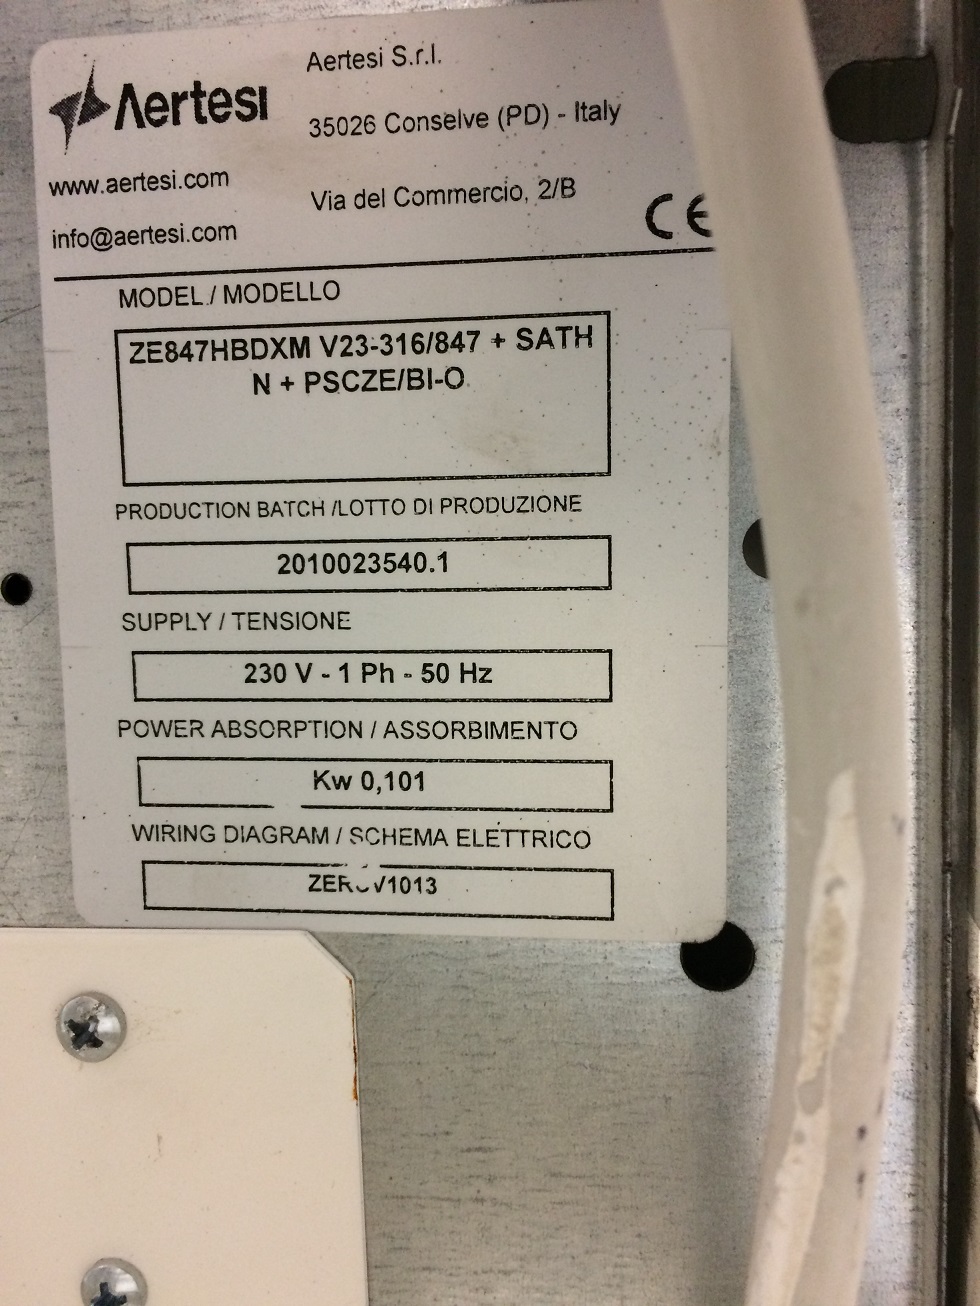 Aertesi
Aertesi S.r.l.
35026 Conselve (PD) - Italy
www.aertesi.com
Via del Commercio, 2/B
info@aertesi.com
CE
MODEL / MODELLO
ZE847HBDXM V23-316/847 + SATH
N + PSCZE/BI-O
PRODUCTION BATCH /LOTTO DI PRODUZIONE
2010023540.1
SUPPLY / TENSIONE
230 V - 1 Ph - 50 Hz
POWER ABSORPTION / ASSORBIMENTO
Kw 0,101
WIRING DIAGRAM / SCHEMA ELETTRICO